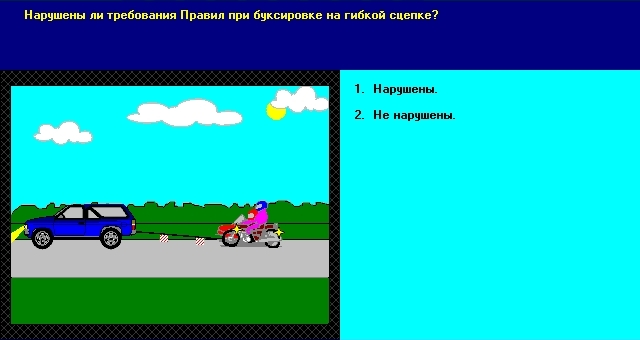 Нарушены ли требования Правил при буксировке на гибкой сцепке?
1. Нарушены.
2. Не нарушены.